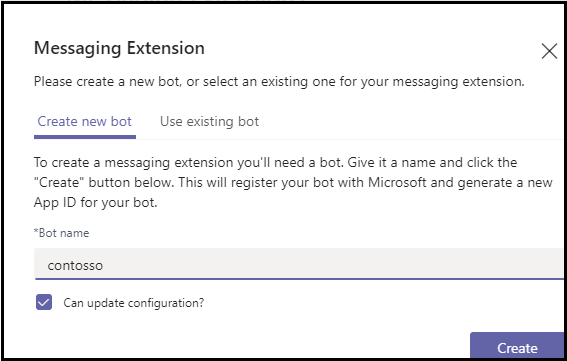 Messaging Extension
Please create a new bot, or select an existing one for your messaging extension.
Create new bot Use existing bot
To create a messaging extension you'll need a bot. Give it a name and click the
"Create" button below. This will register your bot with Microsoft and generate a new
App ID for your bot.
*Bot name
contosso
Can update configuration?
Create